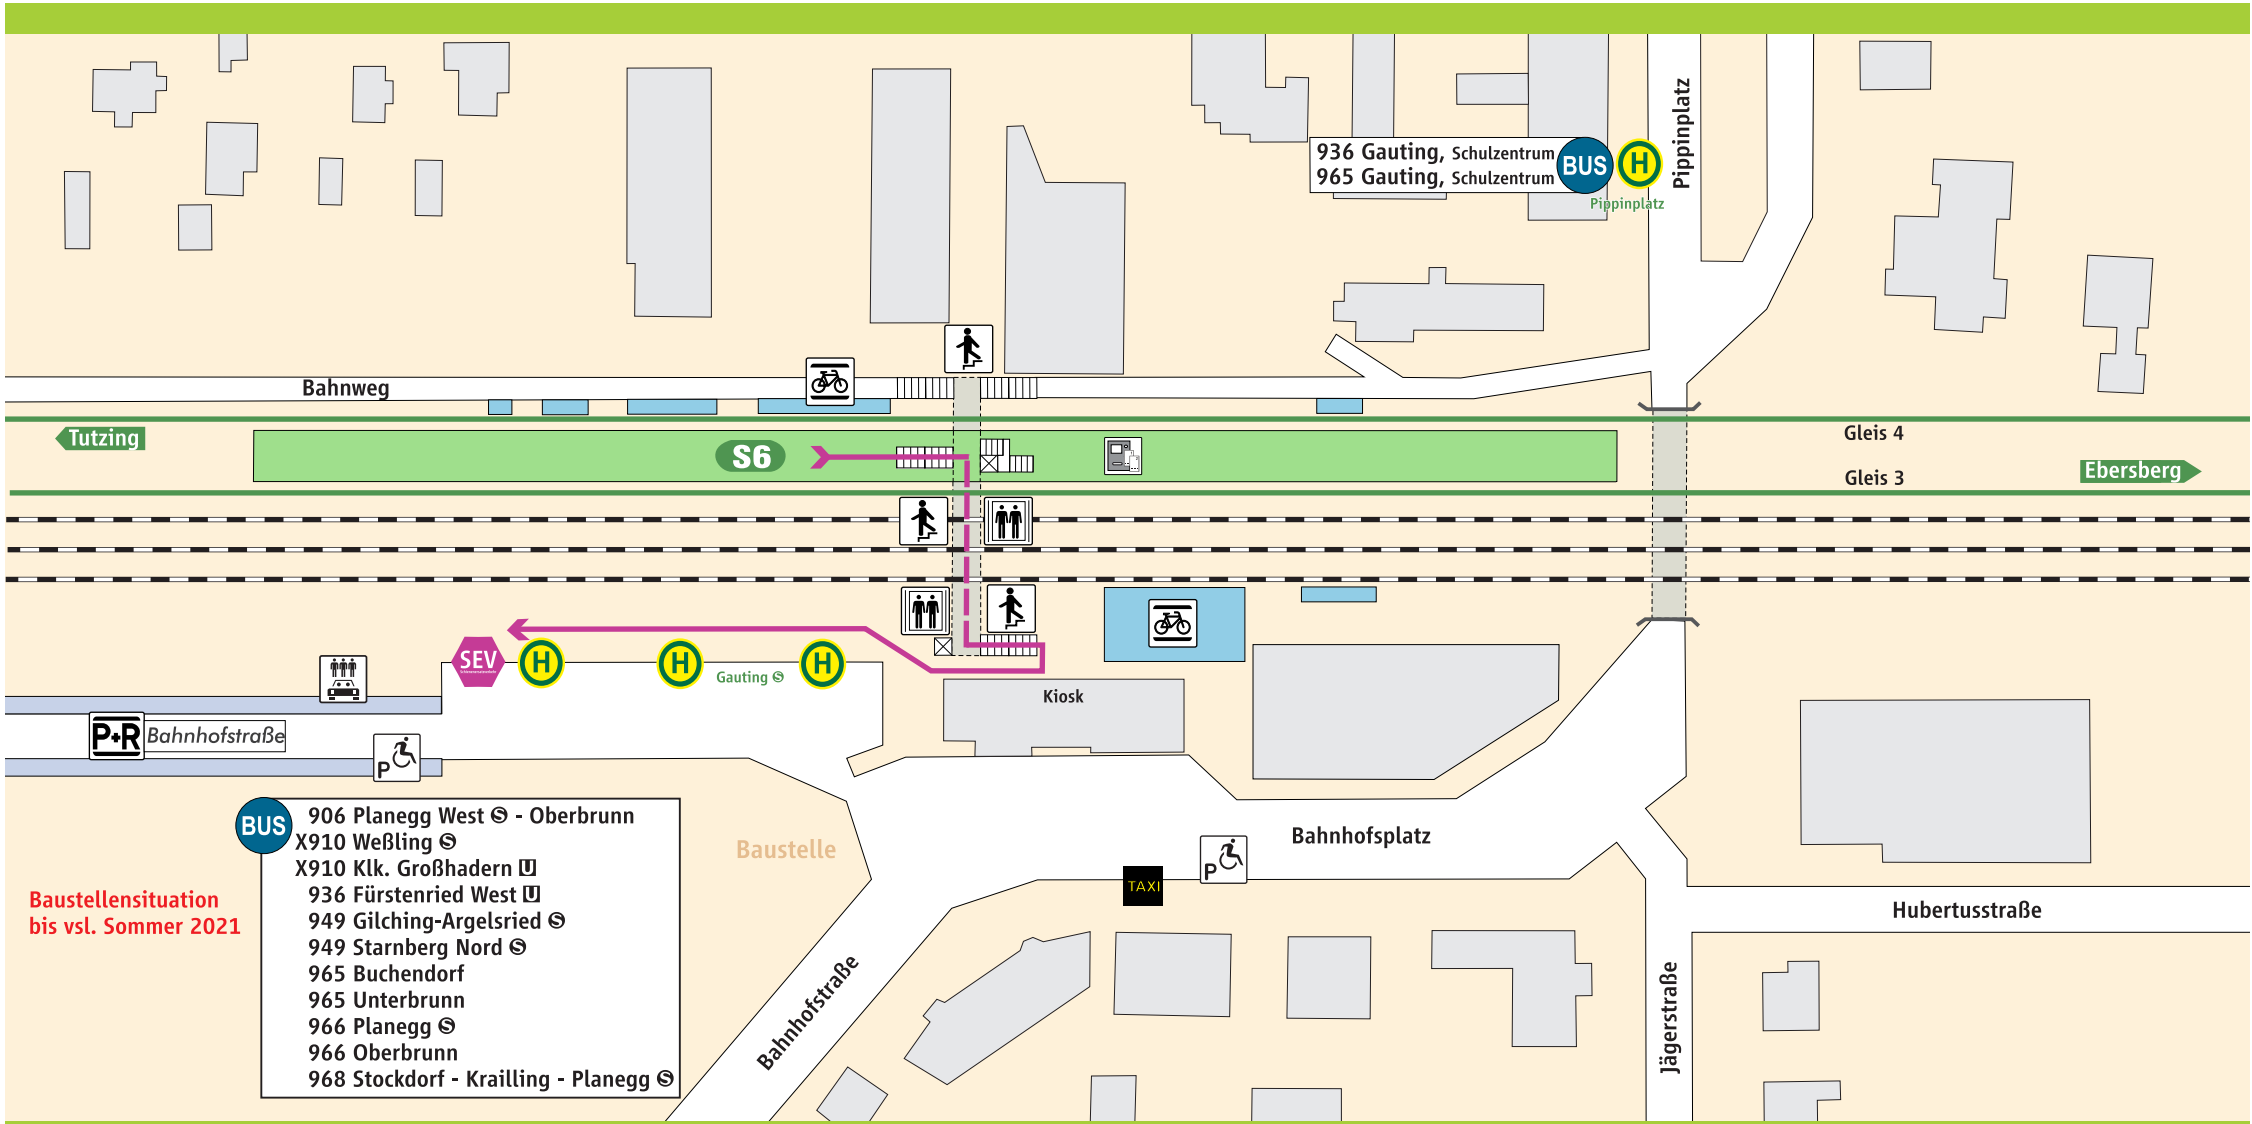 Pippinplatz
936 Gauting, Schulzentrum
965 Gauting, Schulzentrum
BUS
H
Pippinplatz
Bahnweg
Tutzing
S6
Gleis 4
Gleis 3
Ebersberg
SEV
H
H
H
Gauting S
Kiosk
P+R
Bahnhofstraße
P
BUS
906 Planegg West S - Oberbrunn
X910 Weßling S
X910 Klk. Großhadern U
936 Fürstenried West U
949 Gilching-Argelsried S
949 Starnberg Nord S
965 Buchendorf
965 Unterbrunn
966 Planegg S
966 Oberbrunn
968 Stockdorf - Krailling - Planegg S
Baustellensituation
bis vsl. Sommer 2021
Baustelle
Bahnhofsplatz
P
TAXI
Hubertusstraße
Bahnhofstraße
Jägerstraße